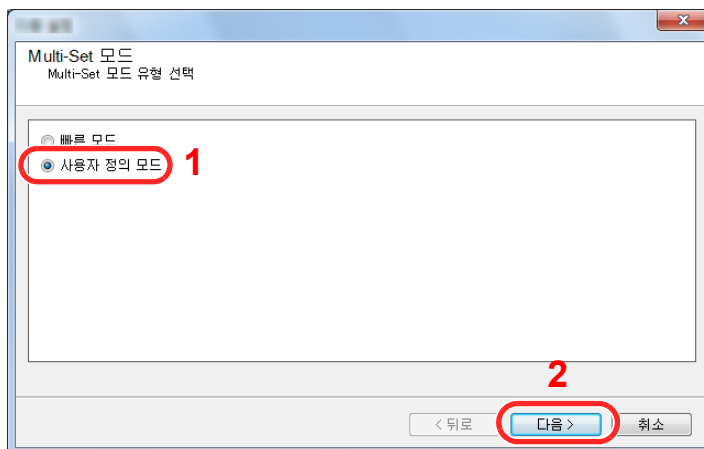 Multi-Set 모드
Multi-Set 모드 유형 선택
빠른 모드
사용자 정의 모드
1
2
< 뒤로
다음 >
취소